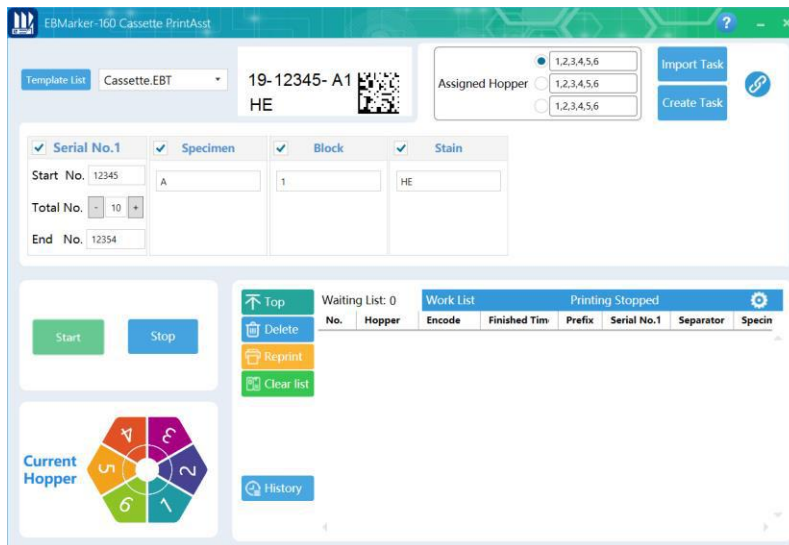 EBMarker-160 Cassette PrintAsst
?
Template List
Cassette.EBT
19-12345- A1
HE
Assigned Hopper
1,2,3,4,5,6
1,2,3,4,5,6
1,2,3,4,5,6
Import Task
Create Task
Serial No.1
Specimen
Block
Stain
Start No. 12345
A
1
HE
Total No. - 10 +
End No. 12354
Start
Stop
Top
Delete
Reprint
Clear list
History
Waiting List: 0
Work List
Printing Stopped
No. Hopper Encode Finished Tim Prefix Serial No.1 Separator Specin
Current
Hopper
4
3
5
2
6
1